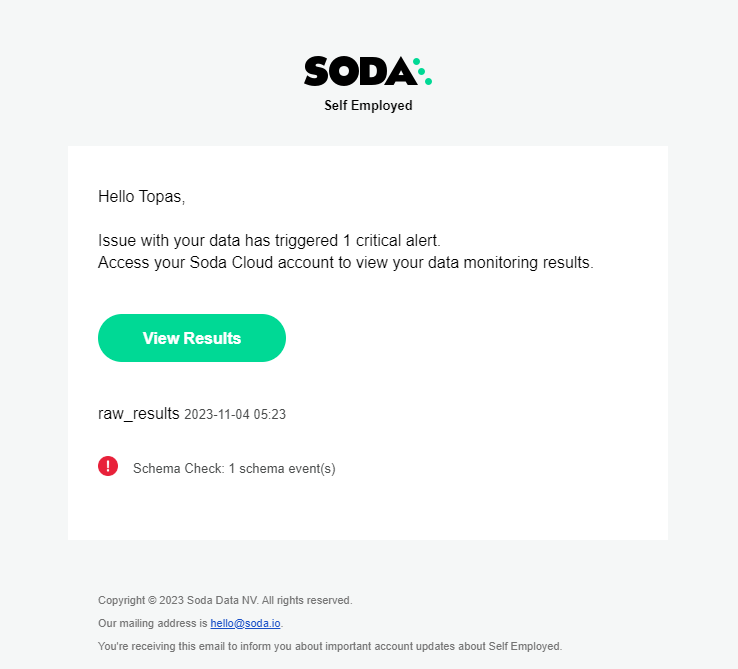 SODA
Self Employed
Hello Topas,
Issue with your data has triggered 1 critical alert.
Access your Soda Cloud account to view your data monitoring results.
View Results
raw_results 2023-11-04 05:23
! Schema Check: 1 schema event(s)
Copyright © 2023 Soda Data NV. All rights reserved.
Our mailing address is hello@soda.io.
You're receiving this email to inform you about important account updates about Self Employed.